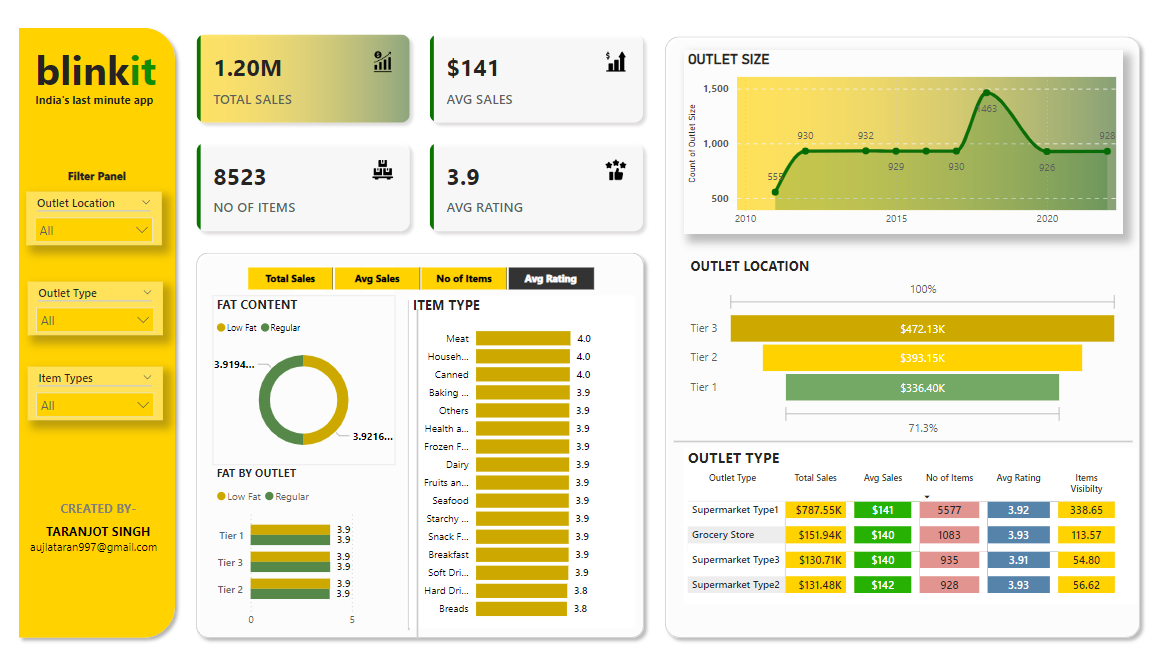 blinkit
India's last minute app
Filter Panel
Outlet Location
All
Outlet Type
All
Item Types
All
CREATED BY-
TARANJOT SINGH
aujlataran997@gmail.com
1.20M
TOTAL SALES
$141
AVG SALES
8523
NO OF ITEMS
3.9
AVG RATING
Total Sales Avg Sales No of Items Avg Rating
FAT CONTENT
Low Fat Regular
3.9194...
3.9216...
FAT BY OUTLET
Low Fat Regular
Tier 1 3.9
3.9
Tier 3 3.9
3.9
Tier 2 3.9
3.9
0 5
ITEM TYPE
Meat 4.0
Househ... 4.0
Canned 4.0
Baking ... 3.9
Others 3.9
Health a... 3.9
Frozen F... 3.9
Dairy 3.9
Fruits an... 3.9
Seafood 3.9
Starchy ... 3.9
Snack F... 3.9
Breakfast 3.9
Soft Dri... 3.9
Hard Dri... 3.8
Breads 3.8
OUTLET SIZE
Count of Outlet Size
1,500
1,000
500
555
930
932
929
930
1463
926
928
2010 2015 2020
OUTLET LOCATION
100%
Tier 3 $472.13K
Tier 2 $393.15K
Tier 1 $336.40K
71.3%
OUTLET TYPE
Outlet Type Total Sales Avg Sales No of Items Avg Rating Items Visibilty
Supermarket Type1 $787.55K $141 5577 3.92 338.65
Grocery Store $151.94K $140 1083 3.93 113.57
Supermarket Type3 $130.71K $140 935 3.91 54.80
Supermarket Type2 $131.48K $142 928 3.93 56.62